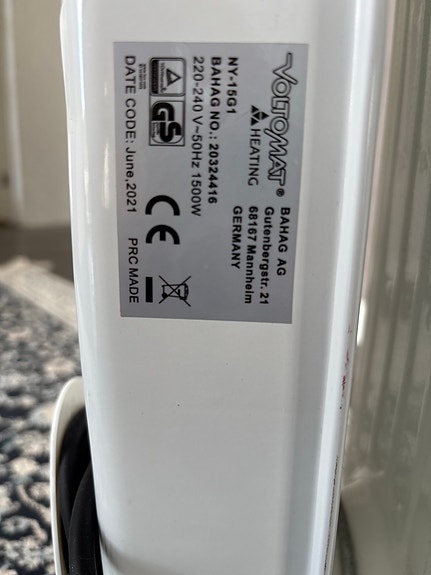 VOLTOMAT®
HEATING
BAHAG AG
Gutenbergstr. 21
68167 Mannheim
GERMANY
NY-15G1
BAHAG NO.: 20324416
220-240 V~50Hz 1500W
GS
CE
DATE CODE: June,2021
PRC MADE